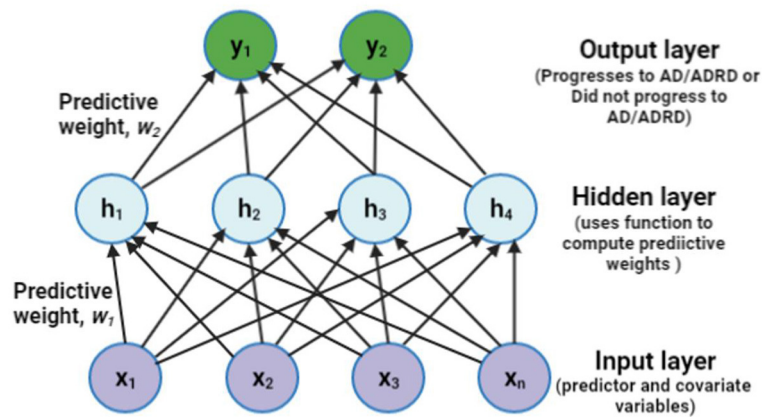 y₁
y₂
Output layer
(Progresses to AD/ADRD or
Did not progress to
AD/ADRD)
Predictive
weight, w₂
h₁
h₂
h₃
h₄
Hidden layer
(uses function to
compute prediictive
weights )
Predictive
weight, w₁
x₁
x₂
x₃
xₙ
Input layer
(predictor and covariate
variables)